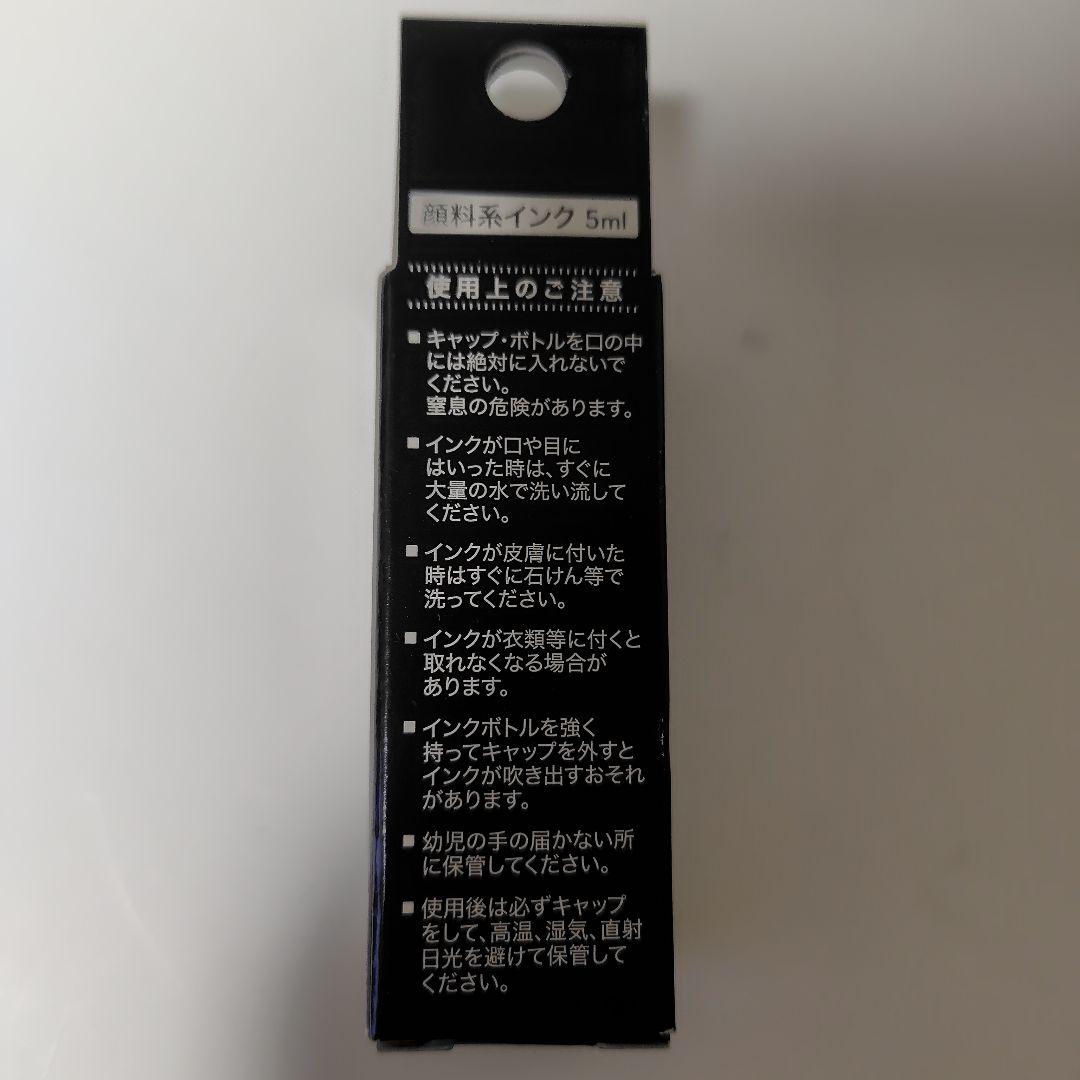 顔料系インク 5ml
使用上のご注意
■ キャップ・ボトルを口の中
には絶対に入れないで
ください。
窒息の危険があります。
■ インクが口や目に
はいった時は、すぐに
大量の水で洗い流して
ください。
■ インクが皮膚に付いた
時はすぐに石けん等で
洗ってください。
■ インクが衣類等に付くと
取れなくなる場合が
あります。
■ インクボトルを強く
持ってキャップを外すと
インクが吹き出すおそれ
があります。
■ 幼児の手の届かない所
に保管してください。
■ 使用後は必ずキャップ
をして、高温、湿気、直射
日光を避けて保管して
ください。